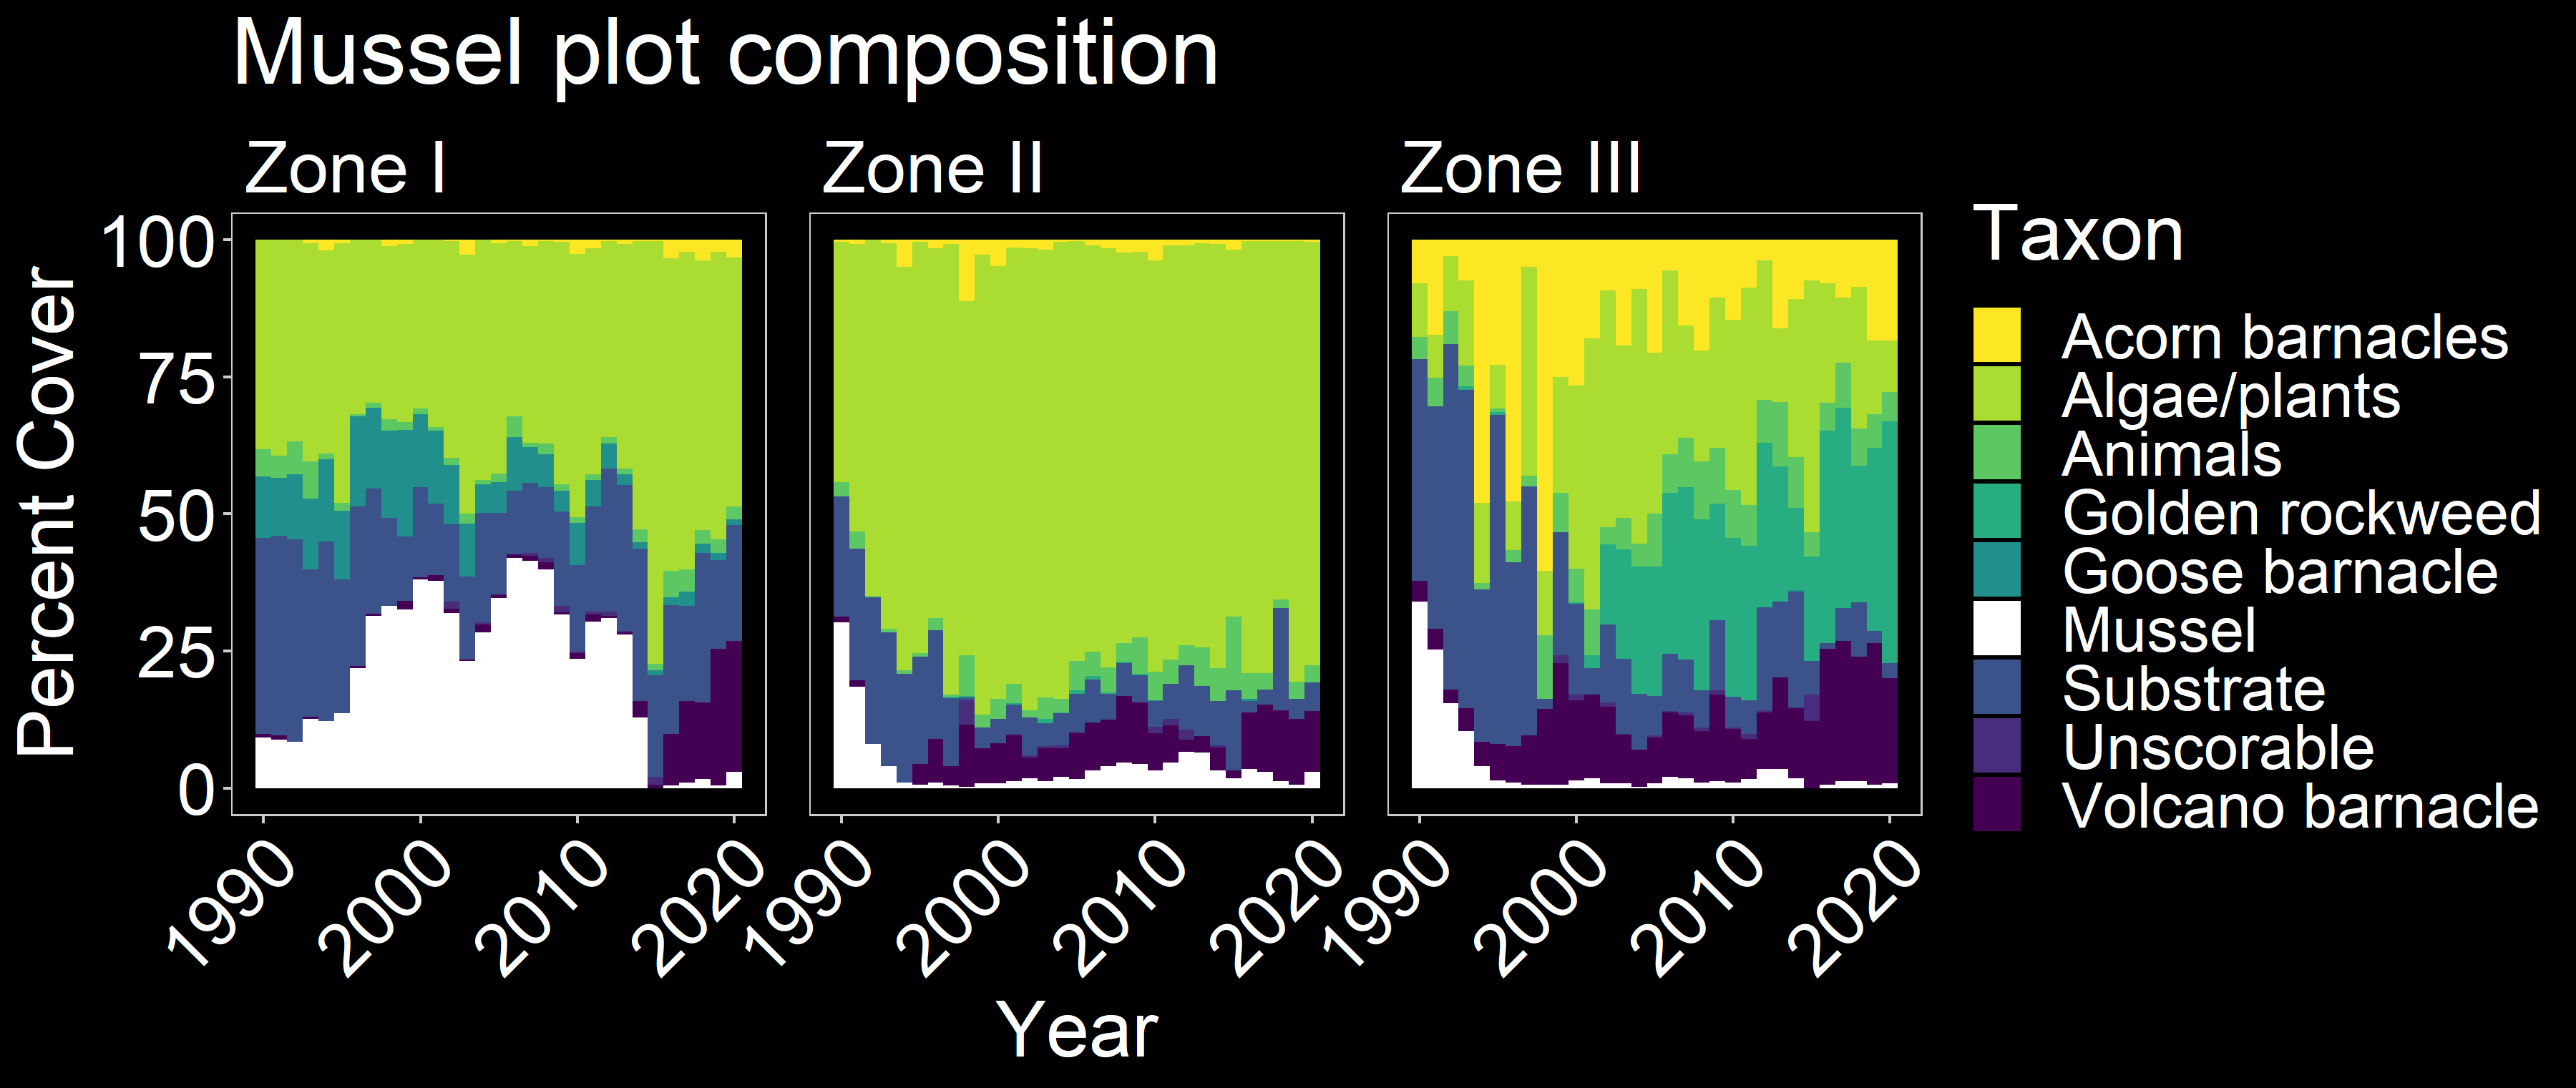 Mussel plot composition
Zone I
Zone II
Zone III
Percent Cover
100
75
50
25
0
1990
2000
2010
2020
1990
2000
2010
2020
1990
2000
2010
2020
Year
Taxon
Acorn barnacles
Algae/plants
Animals
Golden rockweed
Goose barnacle
Mussel
Substrate
Unscorable
Volcano barnacle